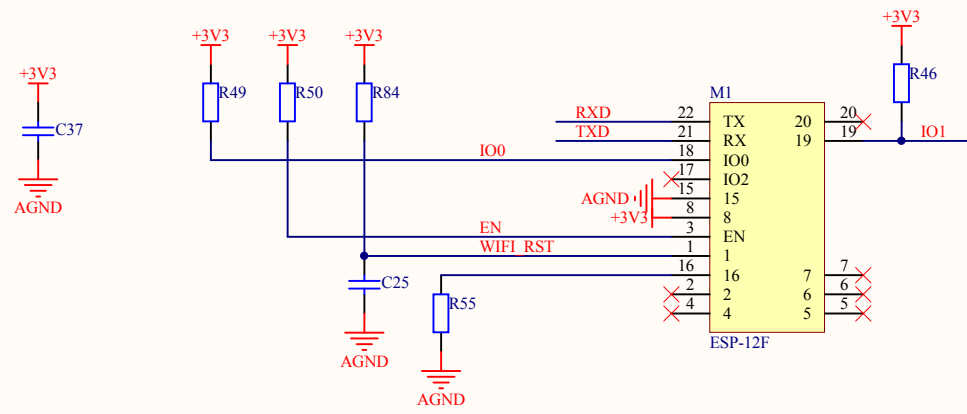 +3V3
+3V3 +3V3 +3V3
+3V3
R49 R50 R84 R46
C37
M1
RXD 22 TX 20 20
TXD 21 RX 19 19 IO1
IO0 18 IO0
17 IO2
AGND 15 15
+3V3 8 8
EN 3 EN
WIFI_RST 1 1
16 16 7 7
C25 2 2 6 6
R55 4 4 5 5
ESP-12F
AGND
AGND
AGND